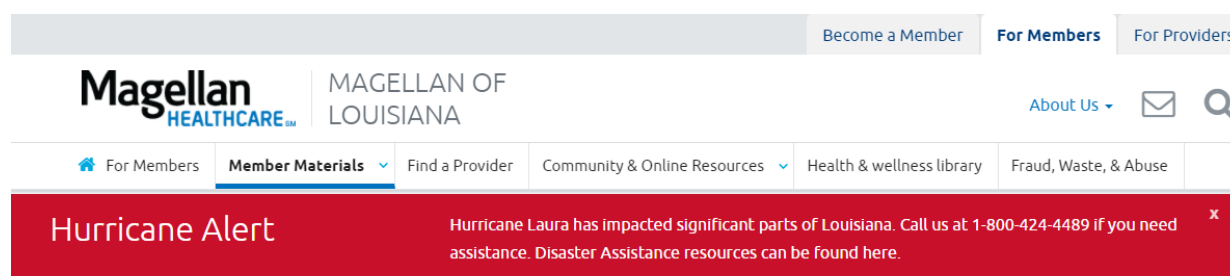 Become a Member For Members For Providers
Magellan
HEALTHCARE SM
MAGELLAN OF
LOUISIANA
About Us
For Members Member Materials Find a Provider Community & Online Resources Health & wellness library Fraud, Waste, & Abuse
Hurricane Alert
Hurricane Laura has impacted significant parts of Louisiana. Call us at 1-800-424-4489 if you need
assistance. Disaster Assistance resources can be found here.
x